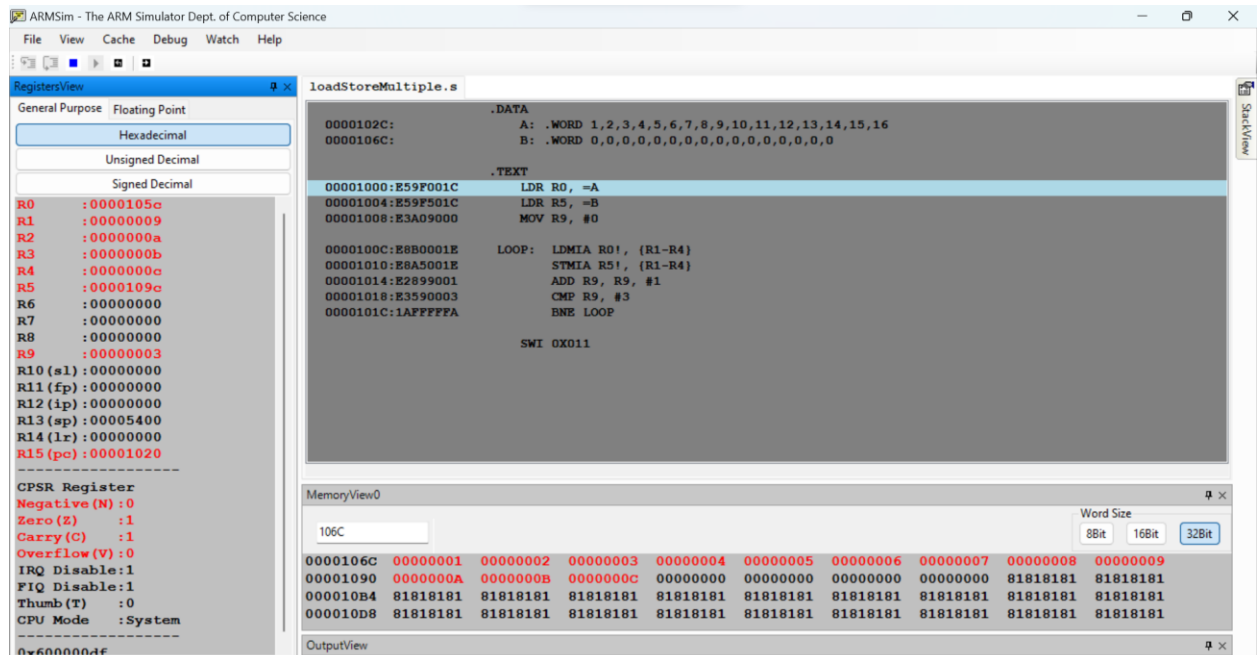 ARMSim - The ARM Simulator Dept. of Computer Science
File View Cache Debug Watch Help
RegistersView
General Purpose Floating Point
Hexadecimal
Unsigned Decimal
Signed Decimal
R0 :0000105c
R1 :00000009
R2 :0000000a
R3 :0000000b
R4 :0000000c
R5 :0000109c
R6 :00000000
R7 :00000000
R8 :00000000
R9 :00000003
R10(sl):00000000
R11(fp):00000000
R12(ip):00000000
R13(sp):00005400
R14(lr):00000000
R15(pc):00001020
-------------------
CPSR Register
Negative(N):0
Zero(Z) :1
Carry(C) :1
Overflow(V):0
IRQ Disable:1
FIQ Disable:1
Thumb(T) :0
CPU Mode :System
-------------------
0x600000df
loadStoreMultiple.s
.DATA
0000102C: A: .WORD 1,2,3,4,5,6,7,8,9,10,11,12,13,14,15,16
0000106C: B: .WORD 0,0,0,0,0,0,0,0,0,0,0,0,0,0,0,0
.TEXT
00001000:E59F001C LDR R0, =A
00001004:E59F501C LDR R5, =B
00001008:E3A09000 MOV R9, #0
0000100C:E8B0001E LOOP: LDMIA R0!, {R1-R4}
00001010:E8A5001E STMIA R5!, {R1-R4}
00001014:E2899001 ADD R9, R9, #1
00001018:E3590003 CMP R9, #3
0000101C:1AFFFFFA BNE LOOP
SWI 0X011
StackView
MemoryView0
106C
Word Size
8Bit 16Bit 32Bit
0000106C 00000001 00000002 00000003 00000004 00000005 00000006 00000007 00000008 00000009
00001090 0000000A 0000000B 0000000C 00000000 00000000 00000000 00000000 81818181 81818181
000010B4 81818181 81818181 81818181 81818181 81818181 81818181 81818181 81818181 81818181
000010D8 81818181 81818181 81818181 81818181 81818181 81818181 81818181 81818181 81818181
OutputView